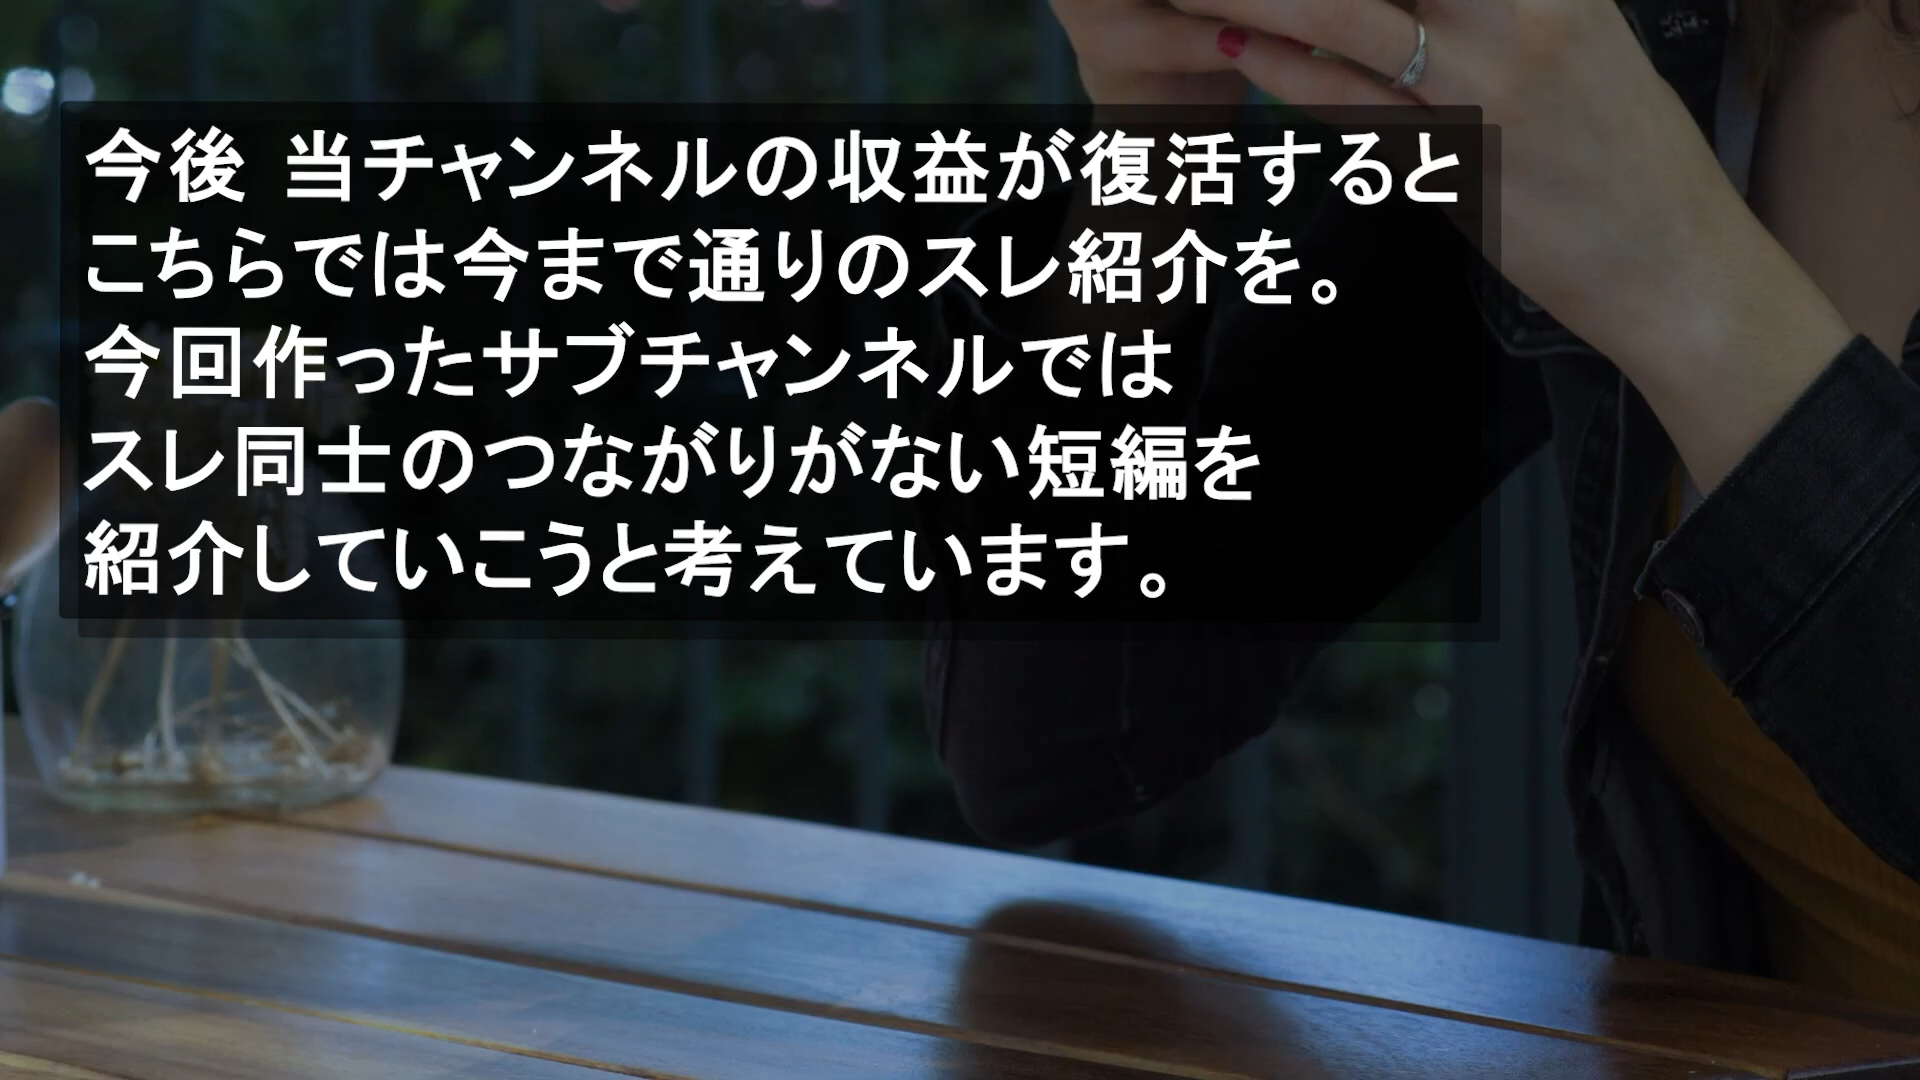 今後 当チャンネルの収益が復活すると
こちらでは今まで通りのスレ紹介を。
今回作ったサブチャンネルでは
スレ同士のつながりがない短編を
紹介していこうと考えています。